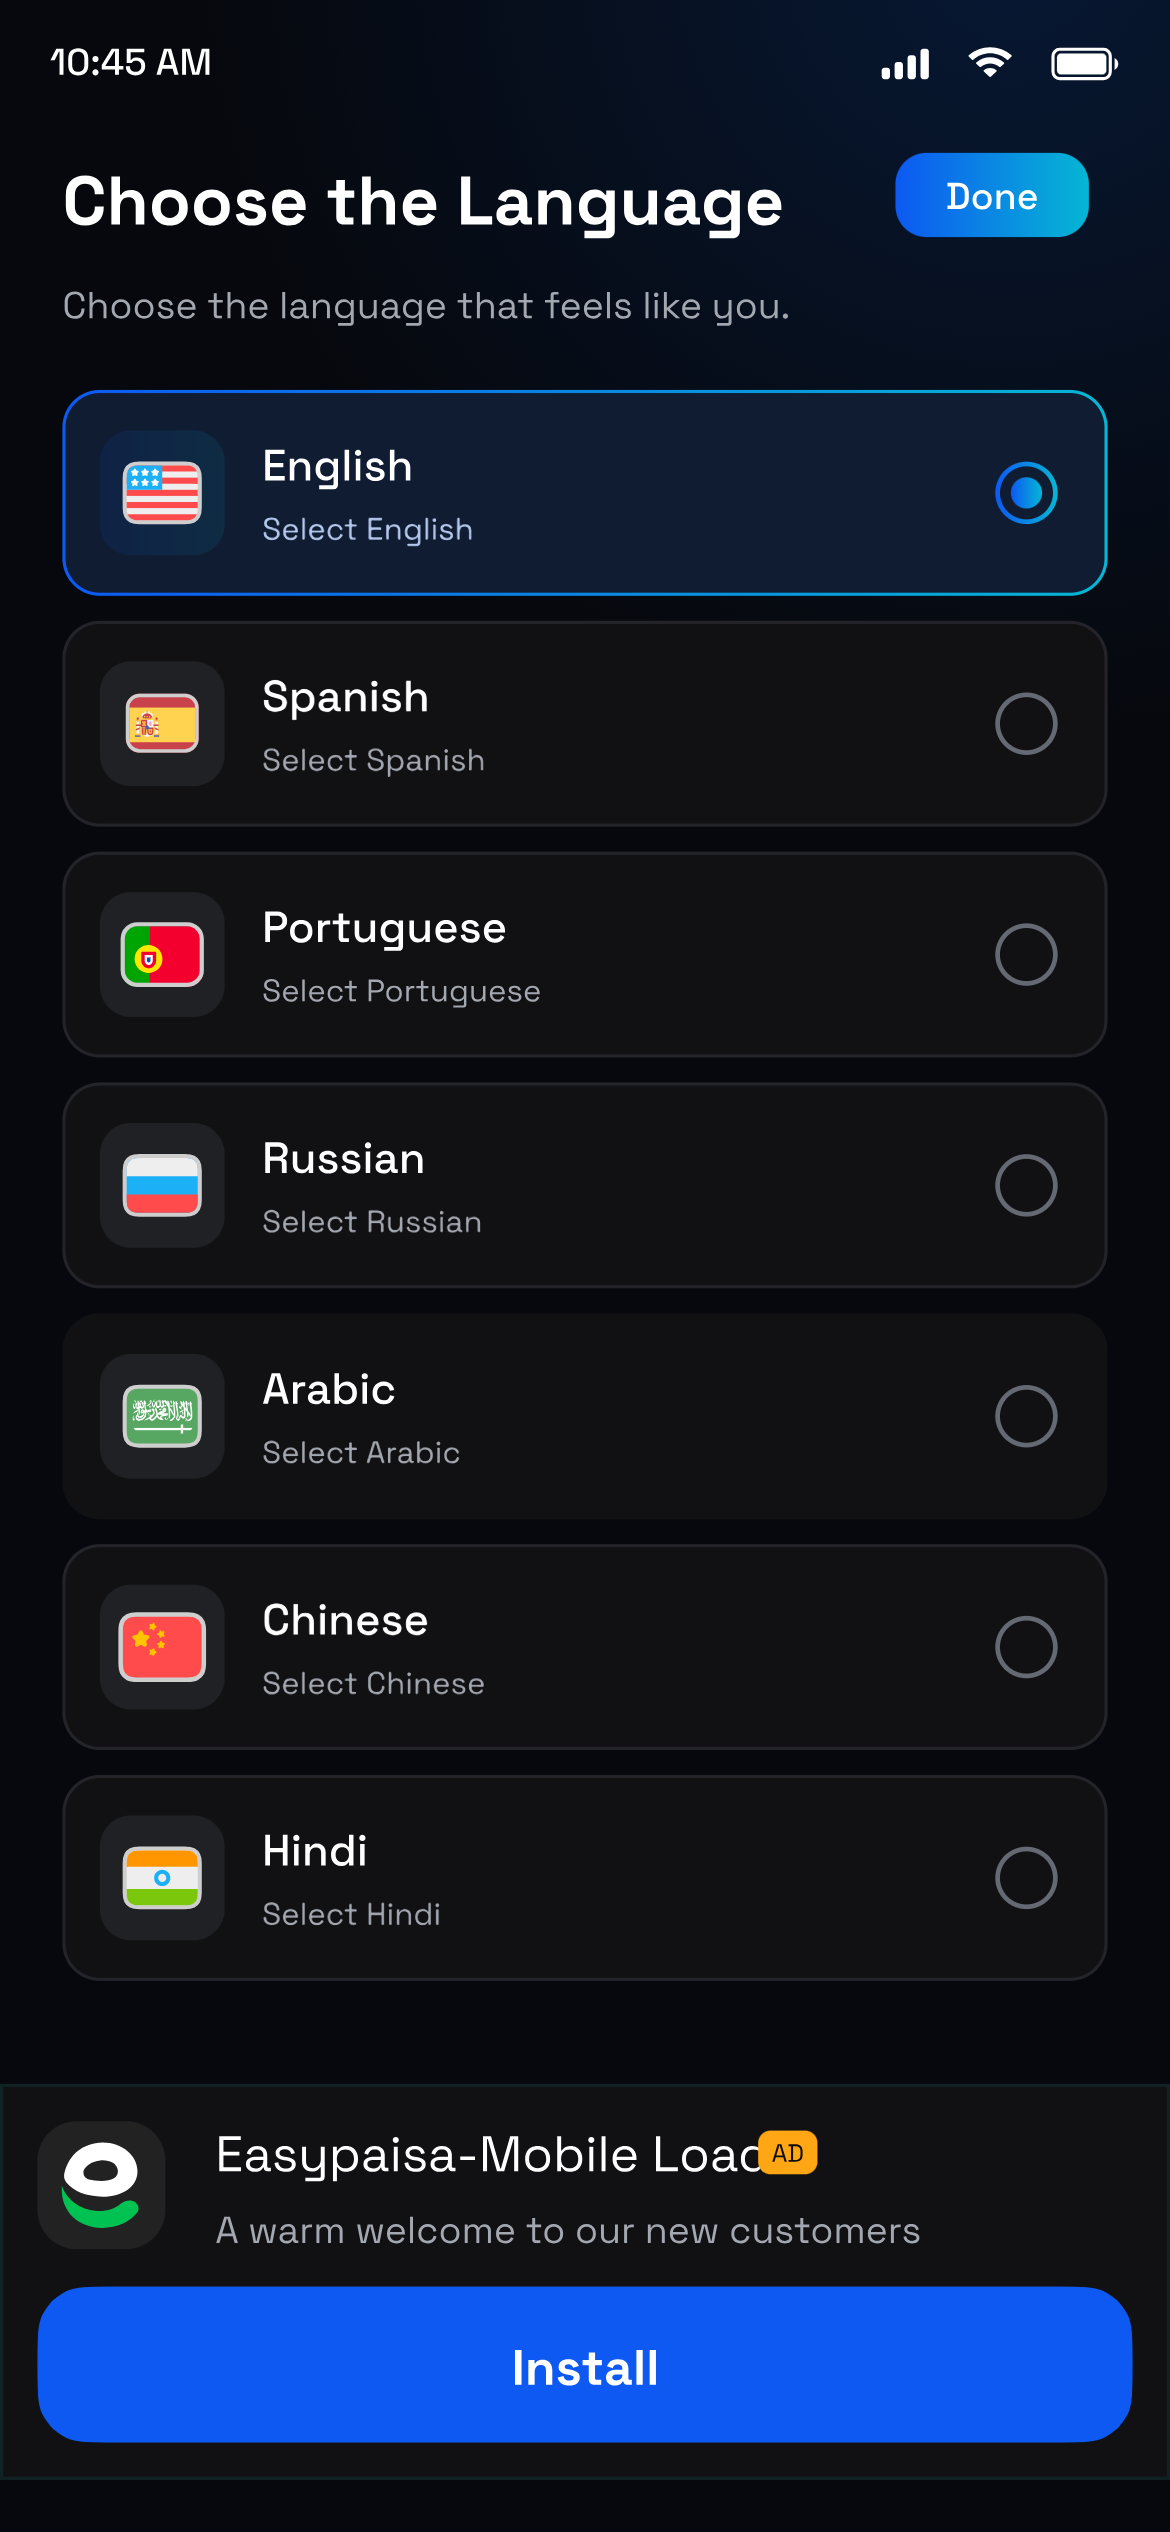 10:45 AM
Choose the Language
Done
Choose the language that feels like you.
English
Select English
Spanish
Select Spanish
Portuguese
Select Portuguese
Russian
Select Russian
Arabic
Select Arabic
Chinese
Select Chinese
Hindi
Select Hindi
Easypaisa-Mobile Load AD
A warm welcome to our new customers
Install